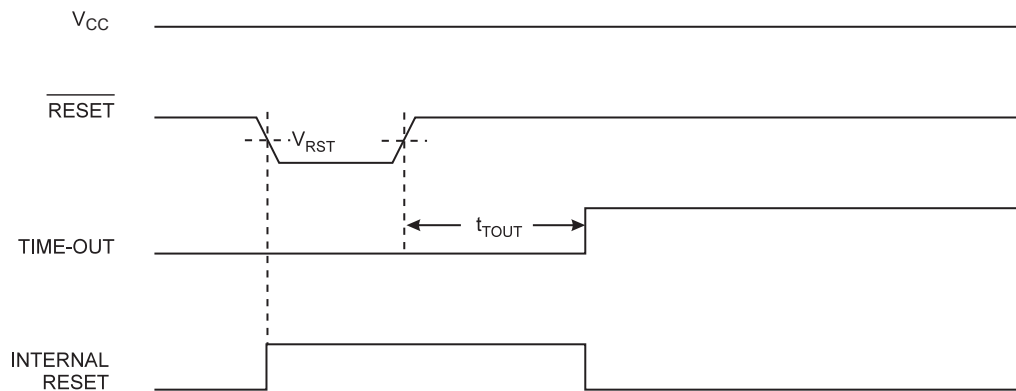 VCC
RESET
VRST
tTOUT
TIME-OUT
INTERNAL
RESET